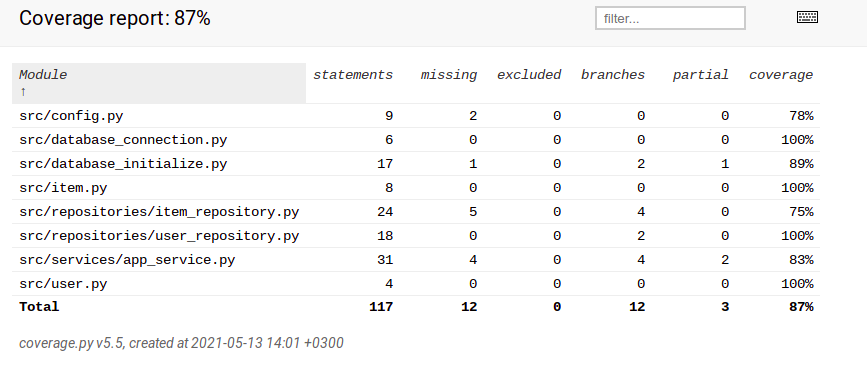 Coverage report: 87%
filter...
Module statements missing excluded branches partial coverage
↑
src/config.py 9 2 0 0 0 78%
src/database_connection.py 6 0 0 0 0 100%
src/database_initialize.py 17 1 0 2 1 89%
src/item.py 8 0 0 0 0 100%
src/repositories/item_repository.py 24 5 0 4 0 75%
src/repositories/user_repository.py 18 0 0 2 0 100%
src/services/app_service.py 31 4 0 4 2 83%
src/user.py 4 0 0 0 0 100%
Total 117 12 0 12 3 87%
coverage.py v5.5, created at 2021-05-13 14:01 +0300